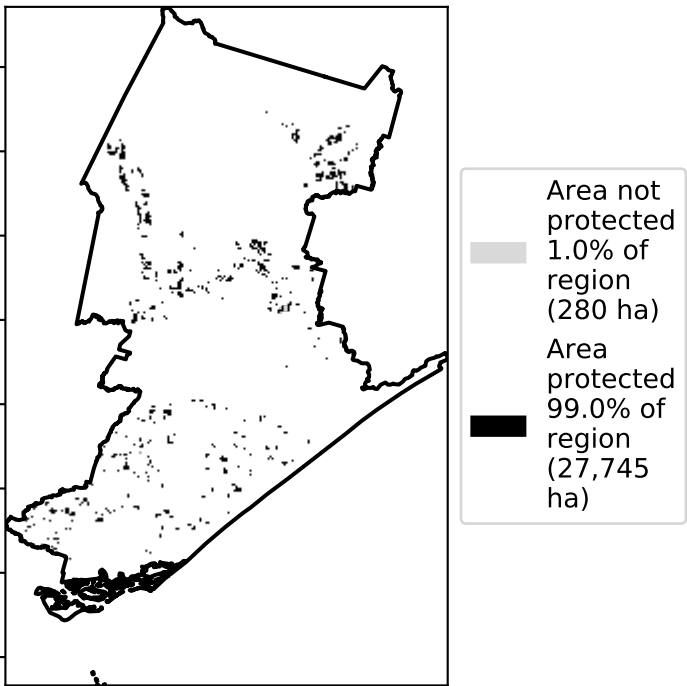 Area not
protected
1.0% of
region
(280 ha)
Area
protected
99.0% of
region
(27,745
ha)